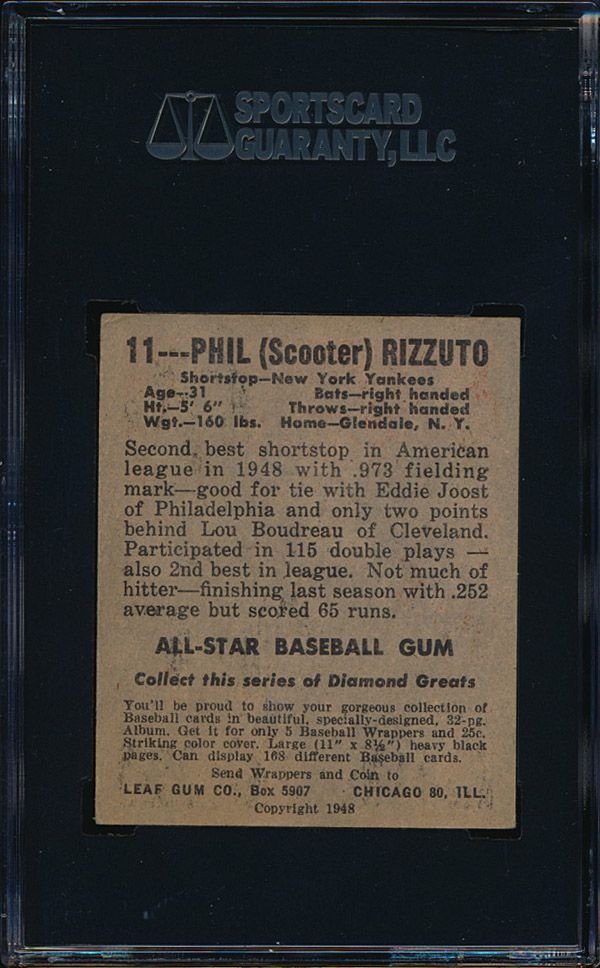 SPORTSCARD
GUARANTY, LLC
11---PHIL (Scooter) RIZZUTO
Shortstop—New York Yankees
Age--31 Bats—right handed
Ht.—5' 6" Throws—right handed
Wgt.—160 lbs. Home—Glendale, N. Y.
Second best shortstop in American
league in 1948 with .973 fielding
mark—good for tie with Eddie Joost
of Philadelphia and only two points
behind Lou Boudreau of Cleveland.
Participated in 115 double plays —
also 2nd best in league. Not much of
hitter—finishing last season with .252
average but scored 65 runs.
ALL-STAR BASEBALL GUM
Collect this series of Diamond Greats
You'll be proud to show your gorgeous collection of
Baseball cards in beautiful, specially-designed, 32-pg.
Album. Get it for only 5 Baseball Wrappers and 25c.
Striking color cover. Large (11" x 8½") heavy black
pages. Can display 168 different Baseball cards.
Send Wrappers and Coin to
LEAF GUM CO., Box 5907 CHICAGO 80, ILL.
Copyright 1948